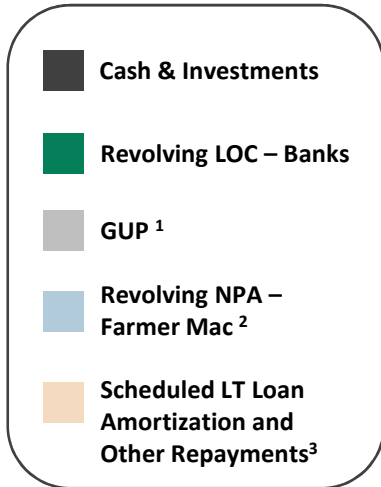 Cash & Investments
Revolving LOC – Banks
GUP ¹
Revolving NPA –
Farmer Mac ²
Scheduled LT Loan
Amortization and
Other Repayments³